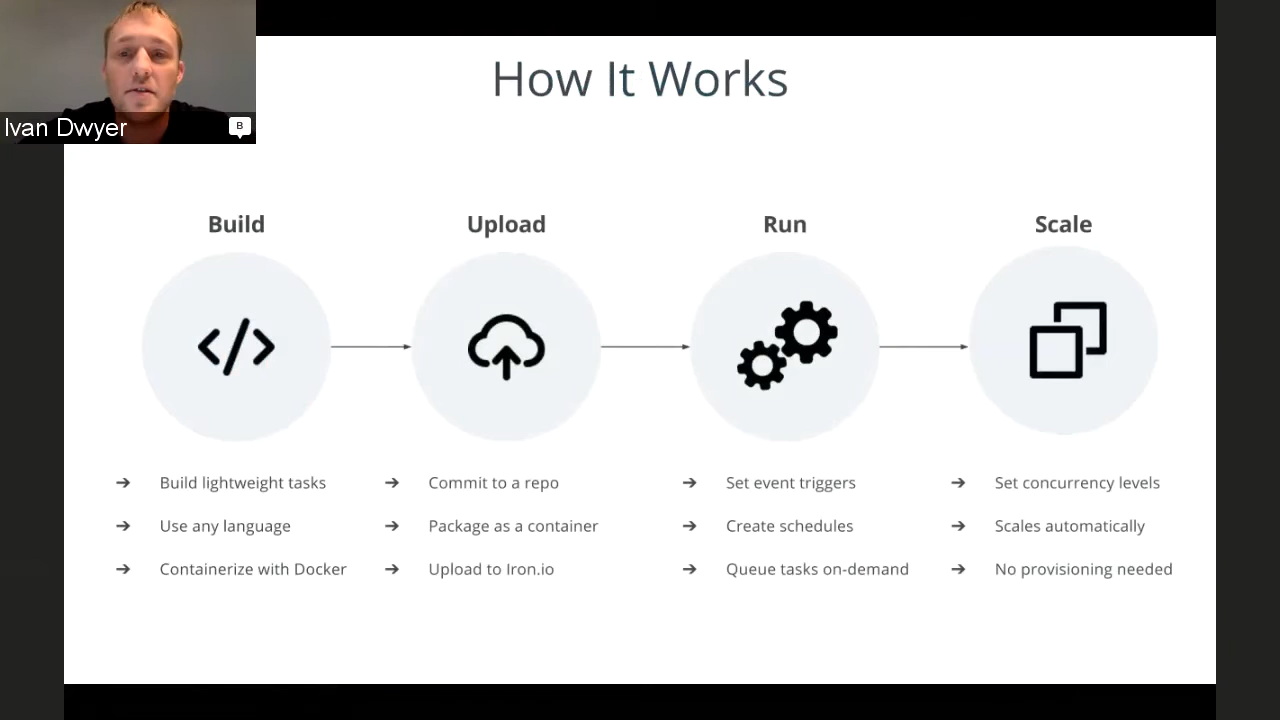 How It Works
Ivan Dwyer
B
Build
Upload
Run
Scale
Build lightweight tasks
Use any language
Containerize with Docker
Commit to a repo
Package as a container
Upload to Iron.io
Set event triggers
Create schedules
Queue tasks on-demand
Set concurrency levels
Scales automatically
No provisioning needed